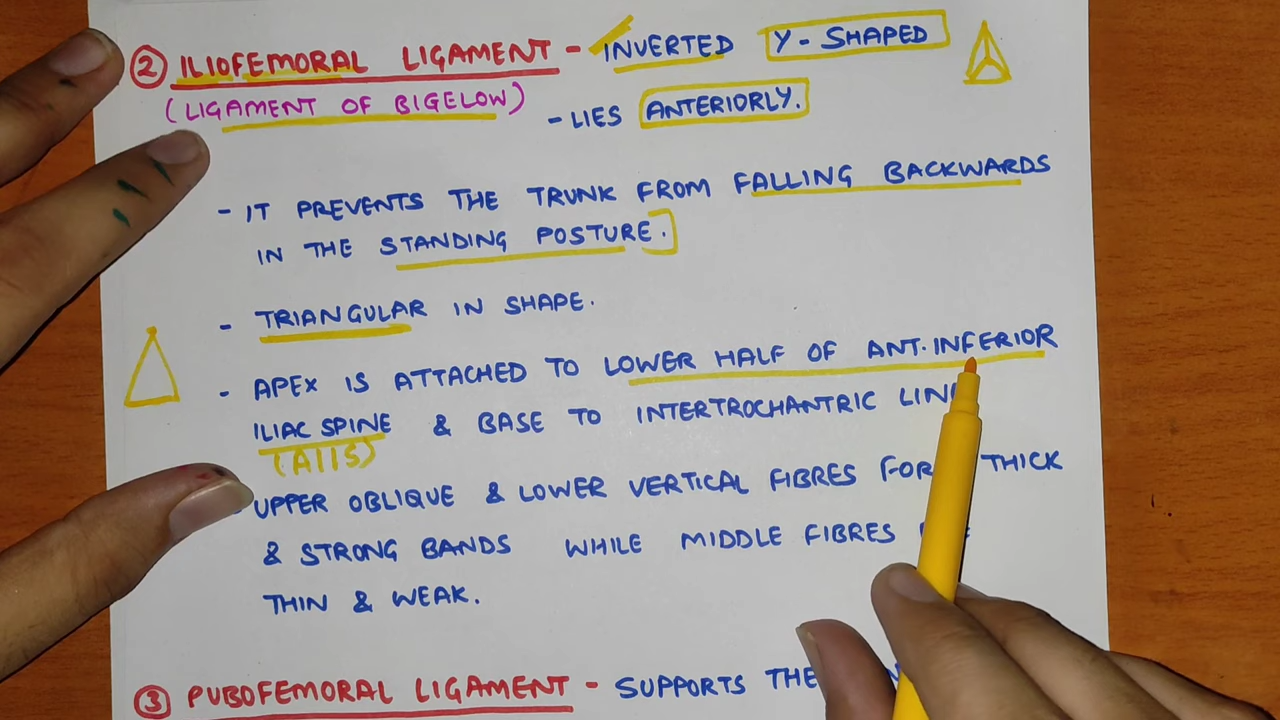 ② ILIOFEMORAL LIGAMENT - INVERTED Y-SHAPED
(LIGAMENT OF BIGELOW)
- LIES ANTERIORLY.
- IT PREVENTS THE TRUNK FROM FALLING BACKWARDS
IN THE STANDING POSTURE.
- TRIANGULAR IN SHAPE.
- APEX IS ATTACHED TO LOWER HALF OF ANT. INFERIOR
ILIAC SPINE & BASE TO INTERTROCHANTRIC
(AIIS)
UPPER OBLIQUE & LOWER VERTICAL FIBRES THICK
& STRONG BANDS WHILE MIDDLE FIBRES
THIN & WEAK.
③ PUBOFEMORAL LIGAMENT - SUPPORTS THE